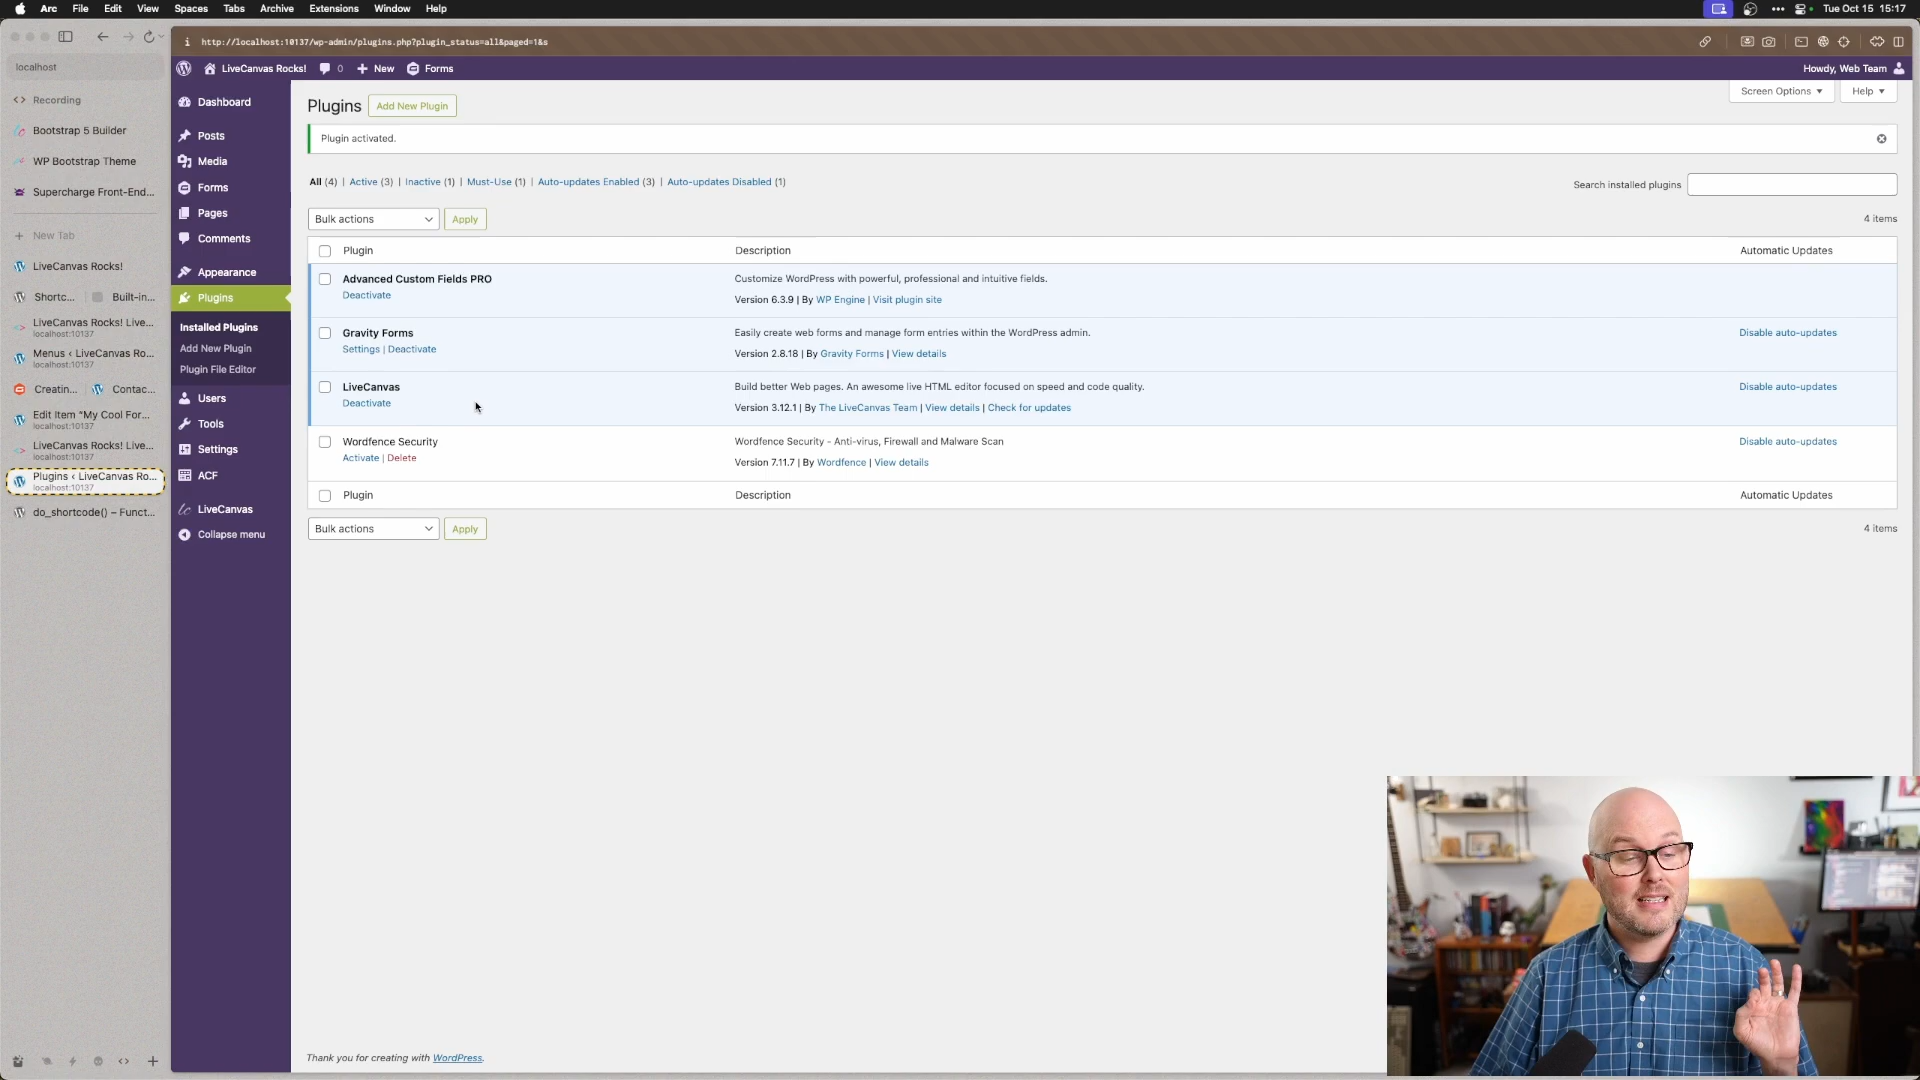 Arc File Edit View Spaces Tabs Archive Extensions Window Help
Tue Oct 15 15:17
http://localhost:10137/wp-admin/plugins.php?plugin_status=all&paged=1&s
localhost
Recording
Bootstrap 5 Builder
WP Bootstrap Theme
Supercharge Front-End...
New Tab
LiveCanvas Rocks!
Shortc... Built-in...
LiveCanvas Rocks! Live...
localhost:10137
Menus ‹ LiveCanvas Ro...
localhost:10137
Creatin... Contac...
Edit Item "My Cool For...
localhost:10137
LiveCanvas Rocks! Live...
localhost:10137
Plugins ‹ LiveCanvas Ro...
localhost:10137
do_shortcode() – Funct...
LiveCanvas Rocks! 0 New Forms
Howdy, Web Team
Dashboard
Posts
Media
Forms
Pages
Comments
Appearance
Plugins
Installed Plugins
Add New Plugin
Plugin File Editor
Users
Tools
Settings
ACF
LiveCanvas
Collapse menu
Screen Options Help
Plugins Add New Plugin
Plugin activated.
All (4) | Active (3) | Inactive (1) | Must-Use (1) | Auto-updates Enabled (3) | Auto-updates Disabled (1)
Search installed plugins
Bulk actions Apply
4 items
Plugin Description Automatic Updates
Advanced Custom Fields PRO
Deactivate
Customize WordPress with powerful, professional and intuitive fields.
Version 6.3.9 | By WP Engine | Visit plugin site
Gravity Forms
Settings | Deactivate
Easily create web forms and manage form entries within the WordPress admin.
Version 2.8.18 | By Gravity Forms | View details
Disable auto-updates
LiveCanvas
Deactivate
Build better Web pages. An awesome live HTML editor focused on speed and code quality.
Version 3.12.1 | By The LiveCanvas Team | View details | Check for updates
Disable auto-updates
Wordfence Security
Activate | Delete
Wordfence Security - Anti-virus, Firewall and Malware Scan
Version 7.11.7 | By Wordfence | View details
Disable auto-updates
Plugin Description Automatic Updates
Bulk actions Apply
4 items
Thank you for creating with WordPress.